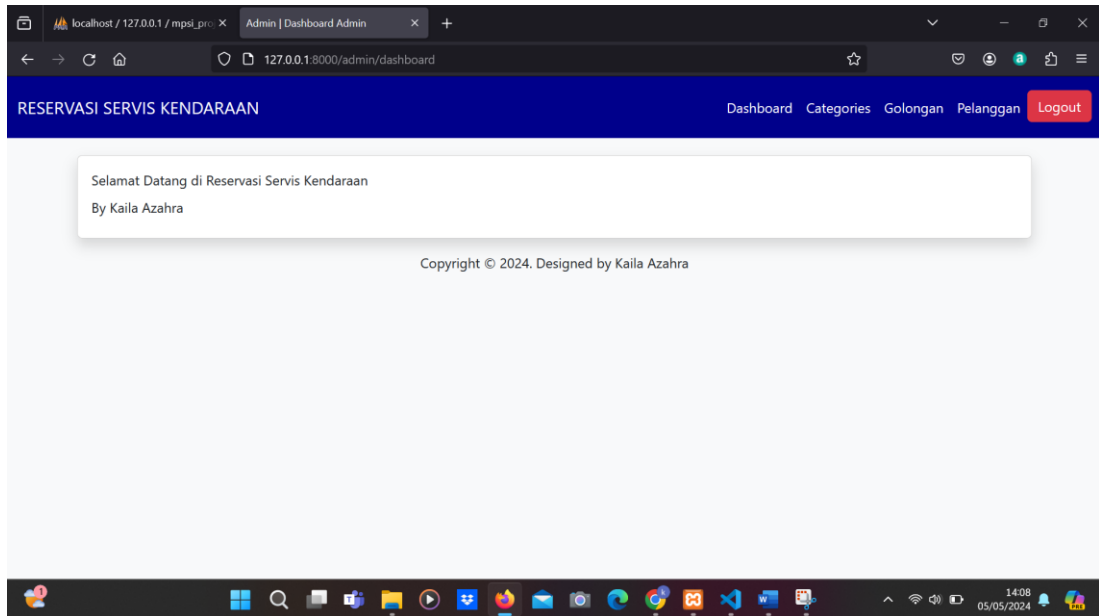 localhost / 127.0.0.1 / mpsi_pro
Admin | Dashboard Admin
127.0.0.1:8000/admin/dashboard
RESERVASI SERVIS KENDARAAN
Dashboard Categories Golongan Pelanggan Logout
Selamat Datang di Reservasi Servis Kendaraan
By Kaila Azahra
Copyright © 2024. Designed by Kaila Azahra
14:08
05/05/2024